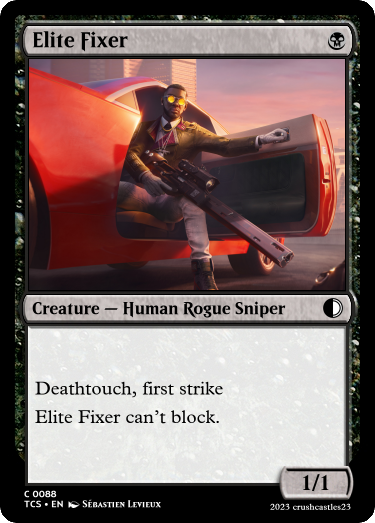 Elite Fixer
Creature — Human Rogue Sniper
Deathtouch, first strike
Elite Fixer can't block.
1/1
C 0088
TCS • EN Sébastien Levieux
2023 crushcastles23